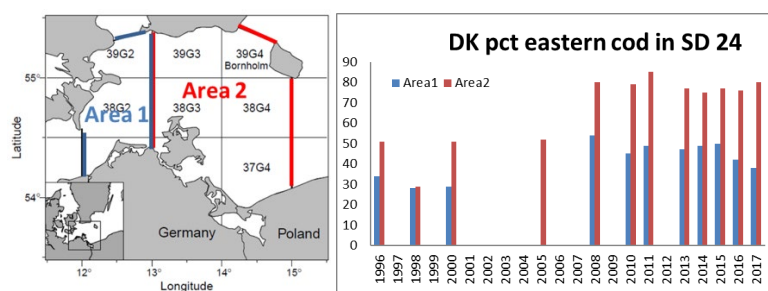 39G2
39G3
39G4
Bornholm
55°
Area 2
38G2
Area 1
38G3
38G4
Latitude
37G4
54°
Germany
Poland
12°
13°
14°
15°
Longitude
DK pct eastern cod in SD 24
Area1
Area2
90
80
70
60
50
40
30
20
10
0
1996
1997
1998
1999
2000
2001
2002
2003
2004
2005
2006
2007
2008
2009
2010
2011
2012
2013
2014
2015
2016
2017